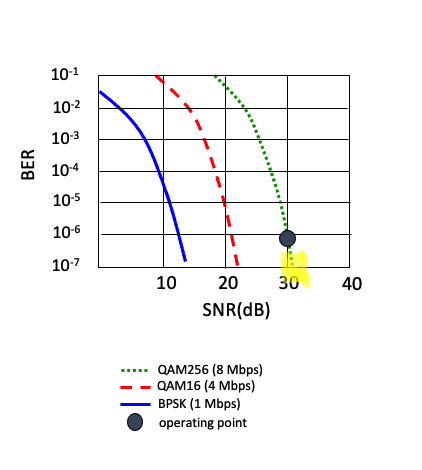 10-1
10-2
10-3
10-4
10-5
10-6
10-7
BER
10 20 30 40
SNR(dB)
QAM256 (8 Mbps)
QAM16 (4 Mbps)
BPSK (1 Mbps)
operating point